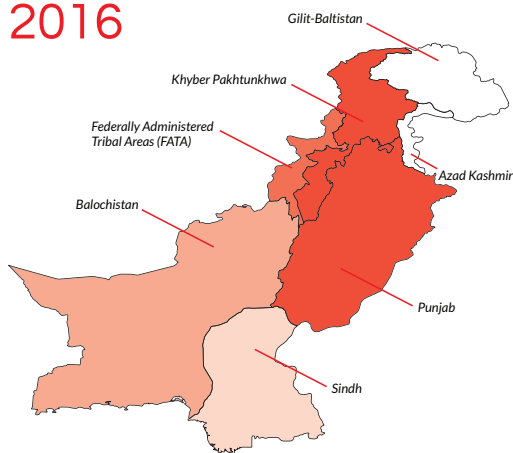 2016
Gilit-Baltistan
Khyber Pakhtunkhwa
Federally Administered
Tribal Areas (FATA)
Azad Kashmir
Balochistan
Punjab
Sindh